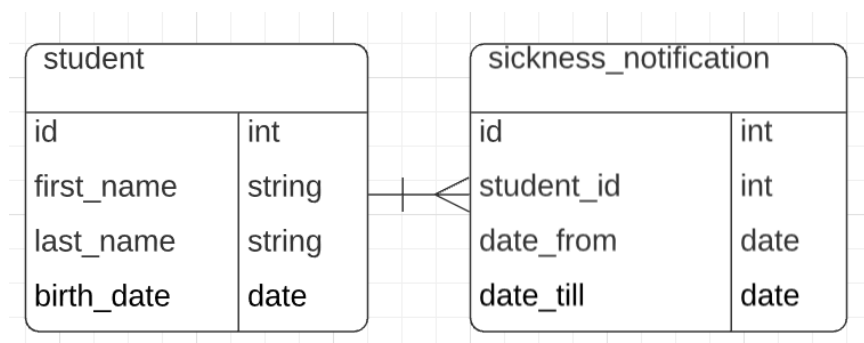 student
id int
first_name string
last_name string
birth_date date
sickness_notification
id int
student_id int
date_from date
date_till date